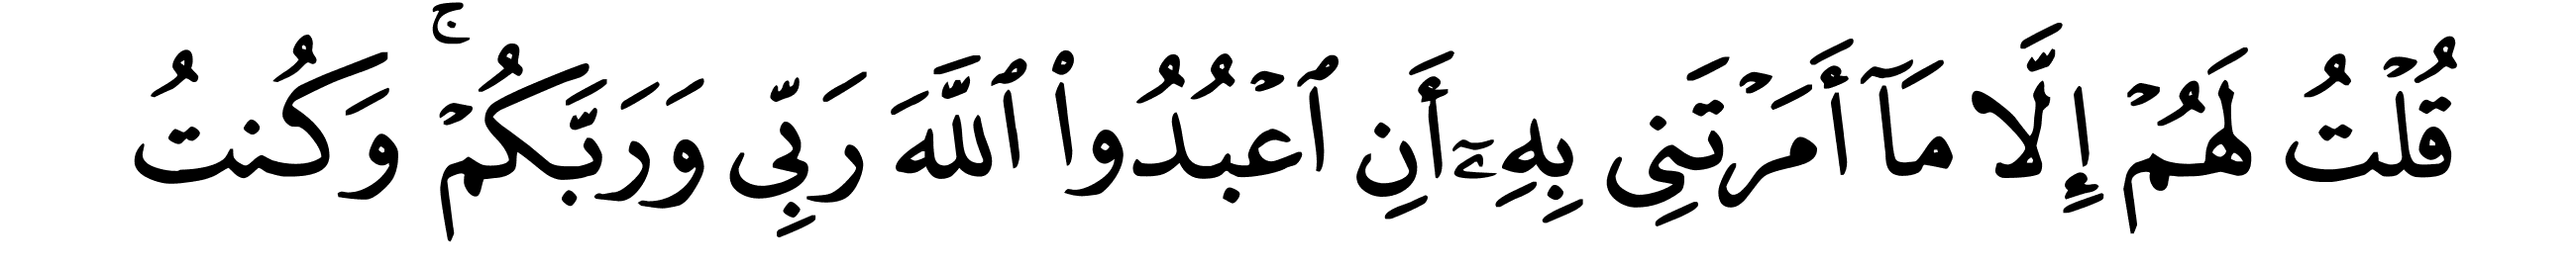 قُلْتُ لَهُمْ إِلَّا مَآ أَمَرْتَنِى بِهِۦٓ أَنِ ٱعْبُدُوا۟ ٱللَّهَ رَبِّى وَرَبَّكُمْ ۚ وَكُنتُ